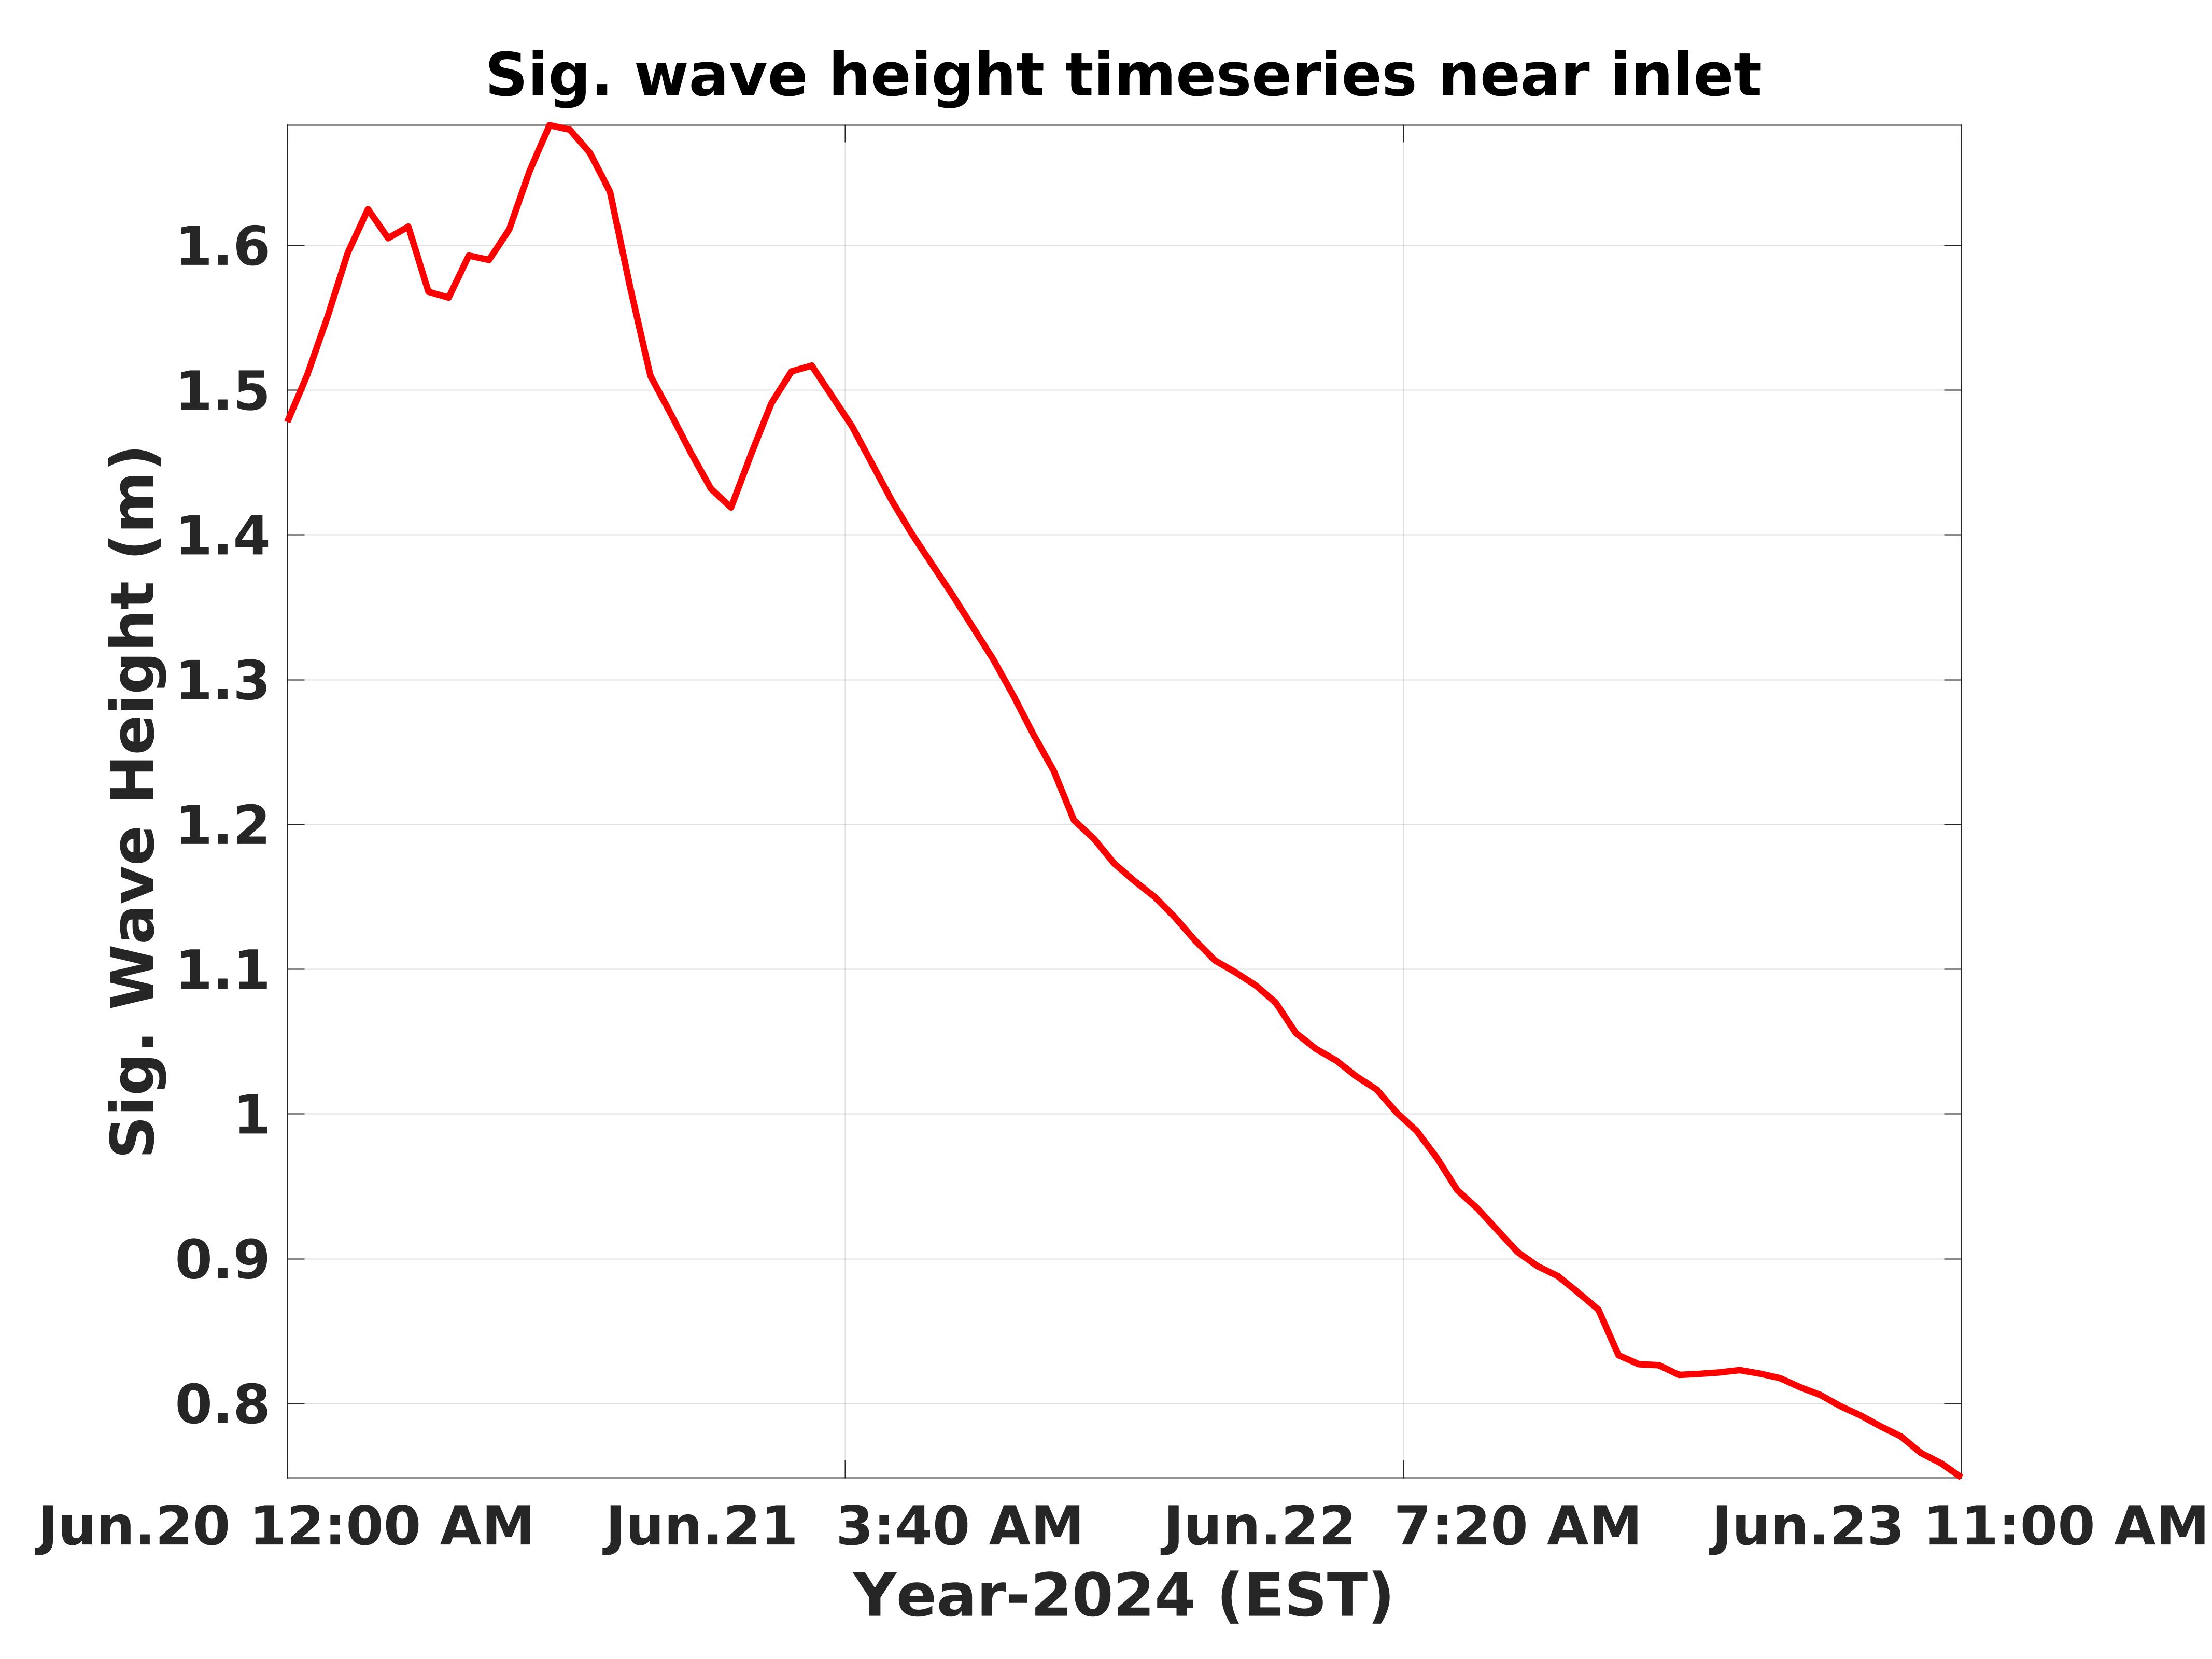 Sig. wave height timeseries near inlet
Sig. Wave Height (m)
1.6
1.5
1.4
1.3
1.2
1.1
1
0.9
0.8
Jun.20 12:00 AM Jun.21 3:40 AM Jun.22 7:20 AM Jun.23 11:00 AM
Year-2024 (EST)